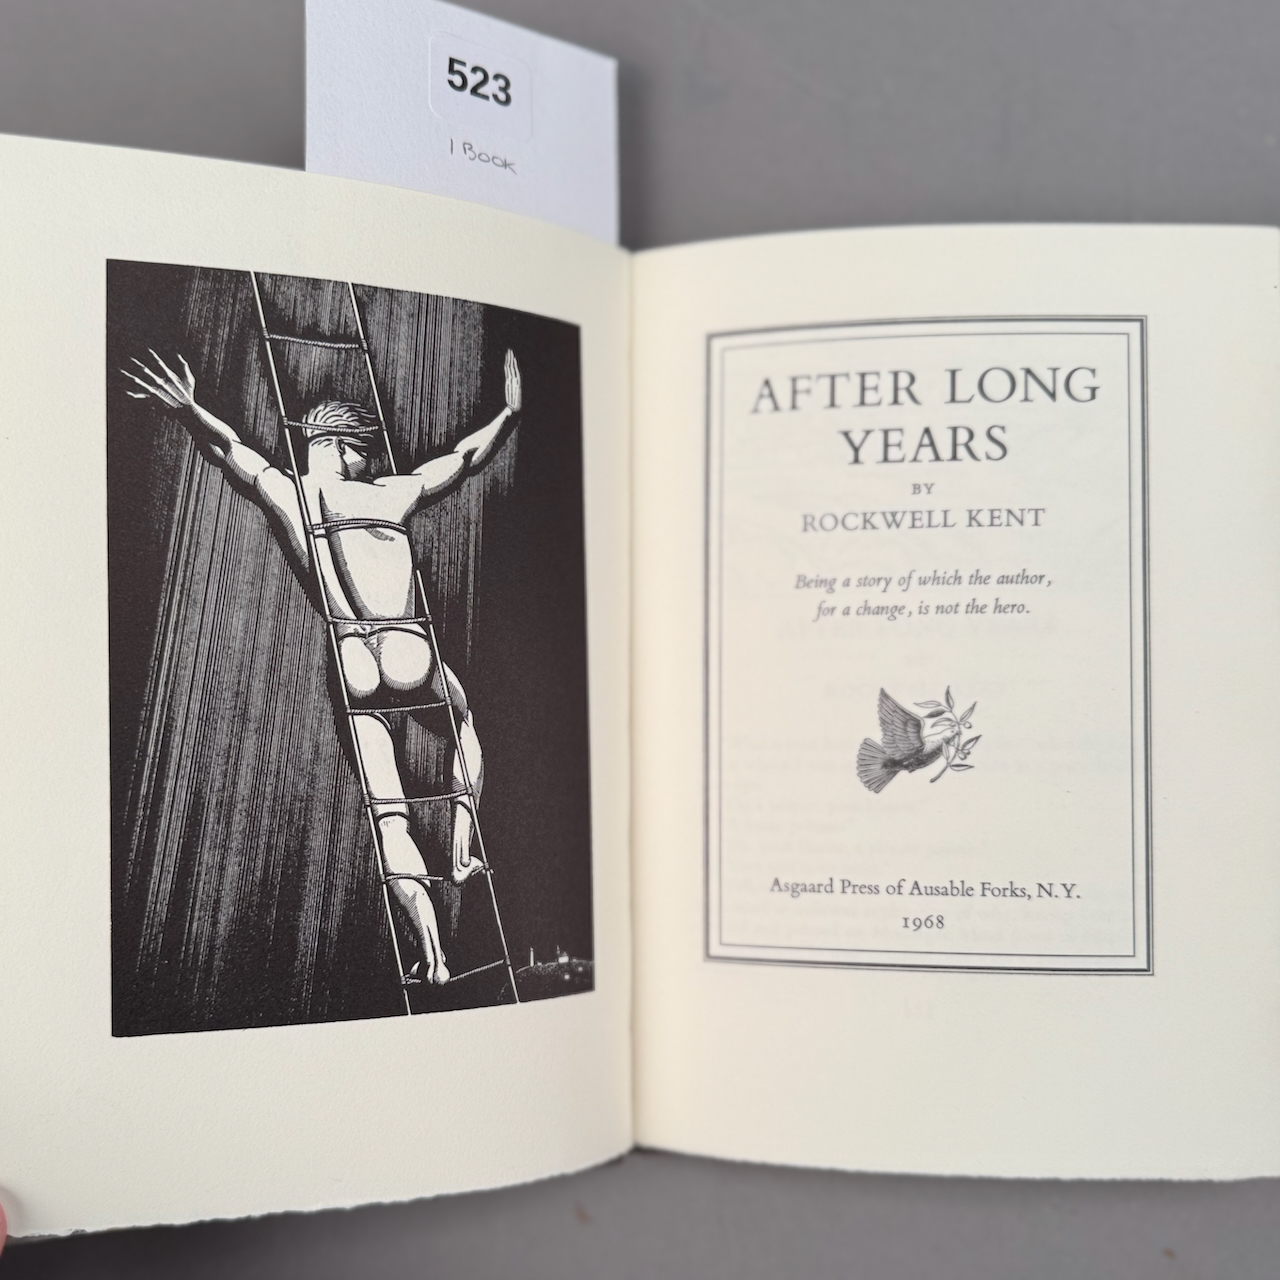 523
1 BOOK
AFTER LONG
YEARS
BY
ROCKWELL KENT
Being a story of which the author,
for a change, is not the hero.
Asgaard Press of Ausable Forks, N.Y.
1968